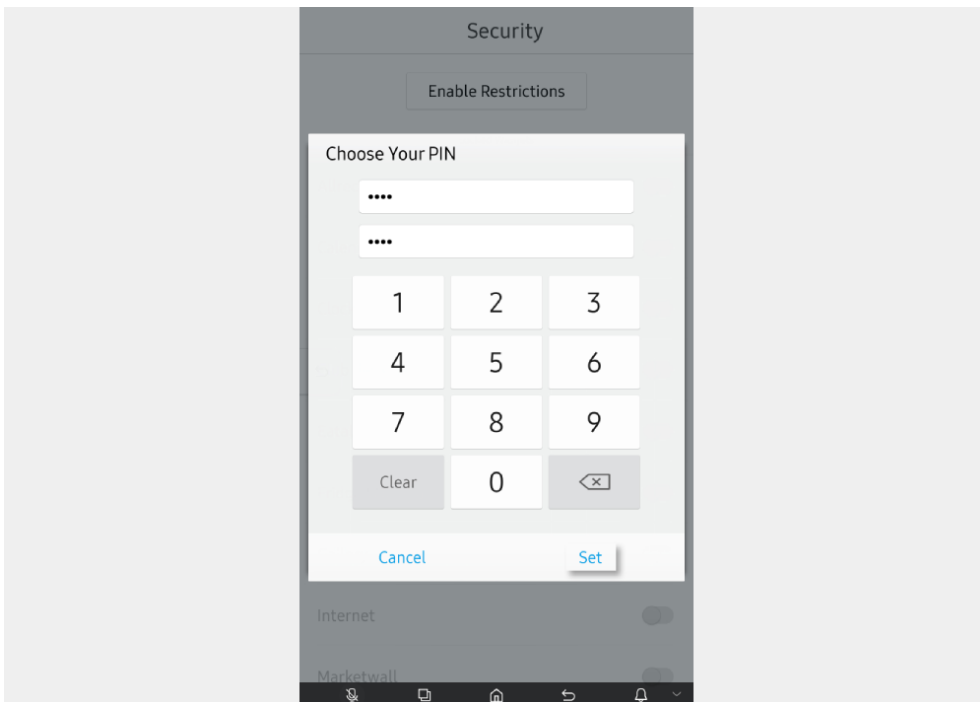 Security
Enable Restrictions
Choose Your PIN
••••
••••
1 2 3
4 5 6
7 8 9
Clear 0
Cancel Set
Internet
Marketwall